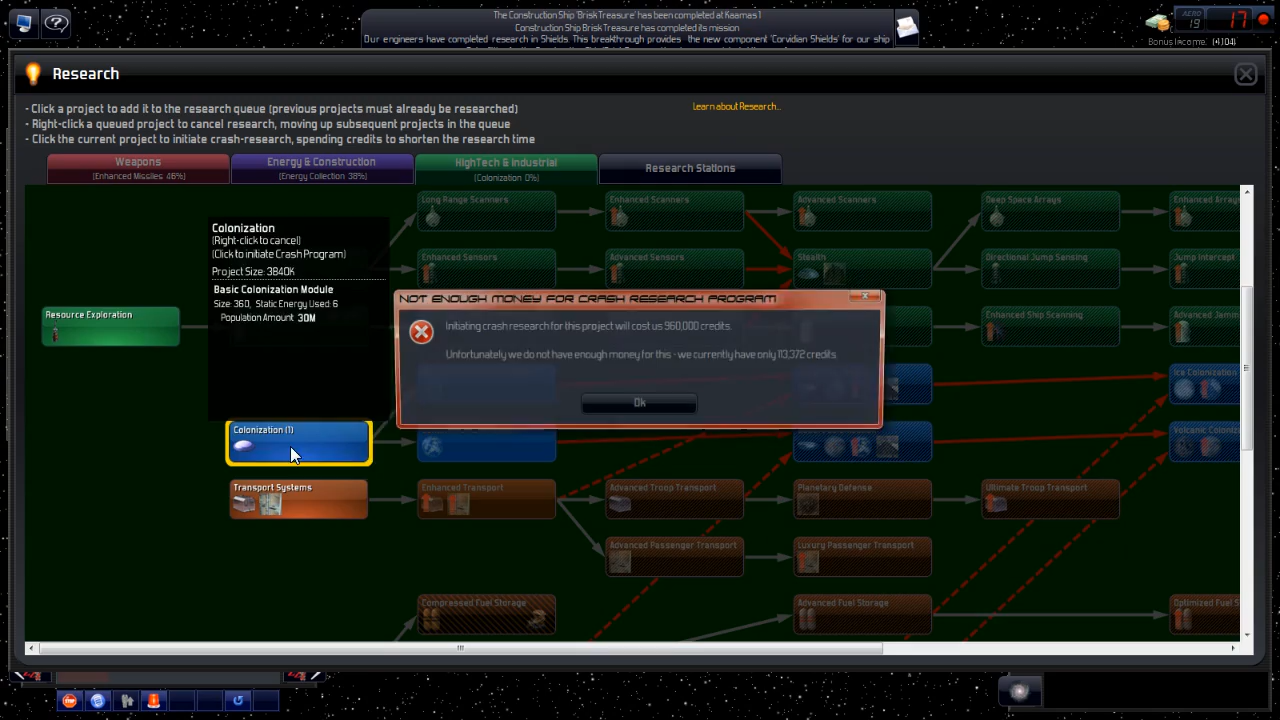 The Construction Ship 'Brisk Treasure' has been completed at Kaamas 1
Construction Ship Brisk Treasure has completed its mission
Our engineers have completed research in Shields. This breakthrough provides the new component 'Corvidian Shields' for our ship
AERO
19
17
Bonus Income: (+1104)
Research
- Click a project to add it to the research queue (previous projects must already be researched)
- Right-click a queued project to cancel research, moving up subsequent projects in the queue
- Click the current project to initiate crash-research, spending credits to shorten the research time
Learn about Research...
Weapons
(Enhanced Missiles: 46%)
Energy & Construction
(Energy Collection: 38%)
HighTech & Industrial
(Colonization: 0%)
Research Stations
Long Range Scanners
Enhanced Scanners
Advanced Scanners
Deep Space Arrays
Enhanced Array
Colonization
(Right-click to cancel)
(Click to initiate Crash Program)
Project Size: 3840K
Basic Colonization Module
Size: 360, Static Energy Used: 6
Population Amount: 30M
Enhanced Sensors
Advanced Sensors
Stealth
Directional Jump Sensing
Jump Intercept
Resource Exploration
NOT ENOUGH MONEY FOR CRASH RESEARCH PROGRAM
Initiating crash research for this project will cost us 960,000 credits.
Unfortunately we do not have enough money for this - we currently have only 113,372 credits
Ok
Enhanced Ship Scanning
Advanced Jamming
Ice Colonization
Colonization (1)
Volcanic Coloniz
Transport Systems
Enhanced Transport
Advanced Troop Transport
Planetary Defense
Ultimate Troop Transport
Advanced Passenger Transport
Luxury Passenger Transport
Compressed Fuel Storage
Advanced Fuel Storage
Optimized Fuel S